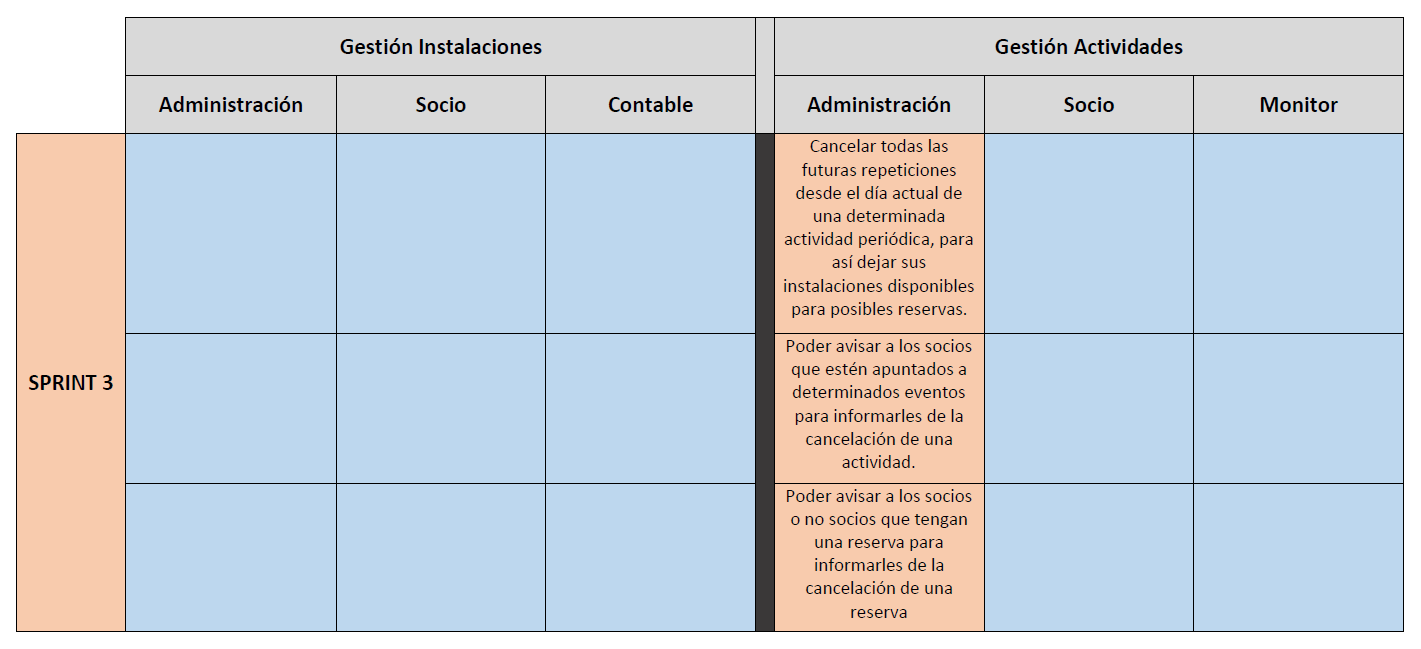 Gestión Instalaciones
Gestión Actividades
Administración
Socio
Contable
Administración
Socio
Monitor
SPRINT 3
Cancelar todas las
futuras repeticiones
desde el día actual de
una determinada
actividad periódica, para
así dejar sus
instalaciones disponibles
para posibles reservas.
Poder avisar a los socios
que estén apuntados a
determinados eventos
para informarles de la
cancelación de una
actividad.
Poder avisar a los socios
o no socios que tengan
una reserva para
informarles de la
cancelación de una
reserva